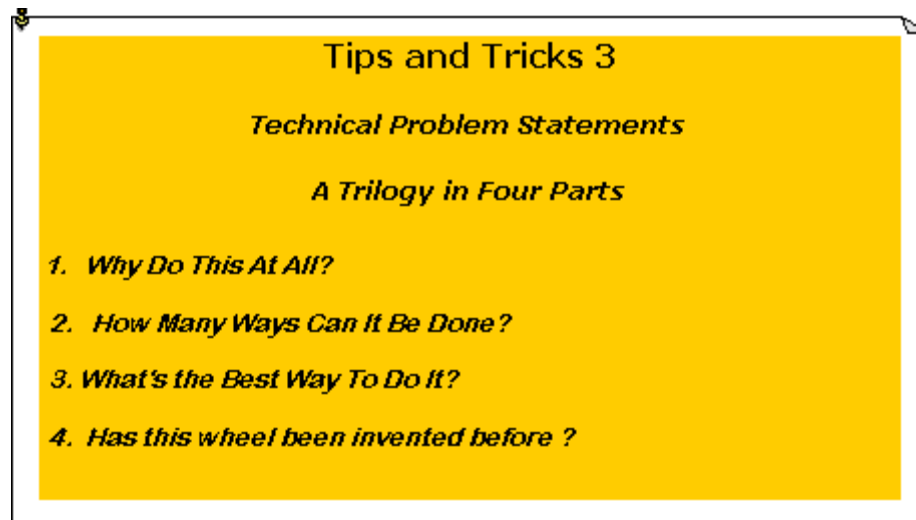 Tips and Tricks 3
Technical Problem Statements
A Trilogy in Four Parts
1. Why Do This At All?
2. How Many Ways Can It Be Done?
3. What's the Best Way To Do It?
4. Has this wheel been invented before ?